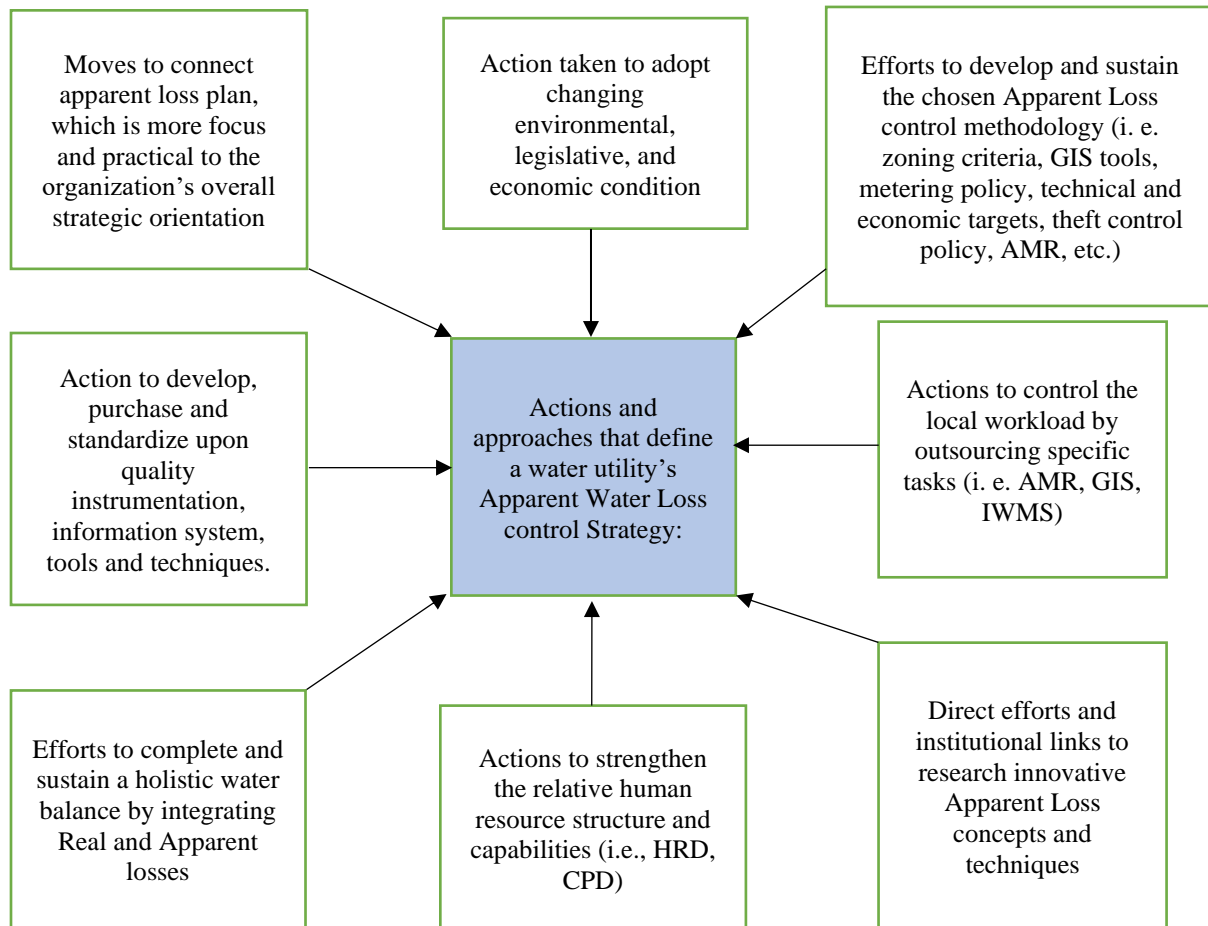 Moves to connect
apparent loss plan,
which is more focus
and practical to the
organization's overall
strategic orientation
Action taken to adopt
changing
environmental,
legislative, and
economic condition
Efforts to develop and sustain
the chosen Apparent Loss
control methodology (i. e.
zoning criteria, GIS tools,
metering policy, technical and
economic targets, theft control
policy, AMR, etc.)
Action to develop,
purchase and
standardize upon
quality
instrumentation,
information system,
tools and techniques.
Actions and
approaches that define
a water utility's
Apparent Water Loss
control Strategy:
Actions to control the
local workload by
outsourcing specific
tasks (i. e. AMR, GIS,
IWMS)
Efforts to complete and
sustain a holistic water
balance by integrating
Real and Apparent
losses
Actions to strengthen
the relative human
resource structure and
capabilities (i.e., HRD,
CPD)
Direct efforts and
institutional links to
research innovative
Apparent Loss
concepts and
techniques